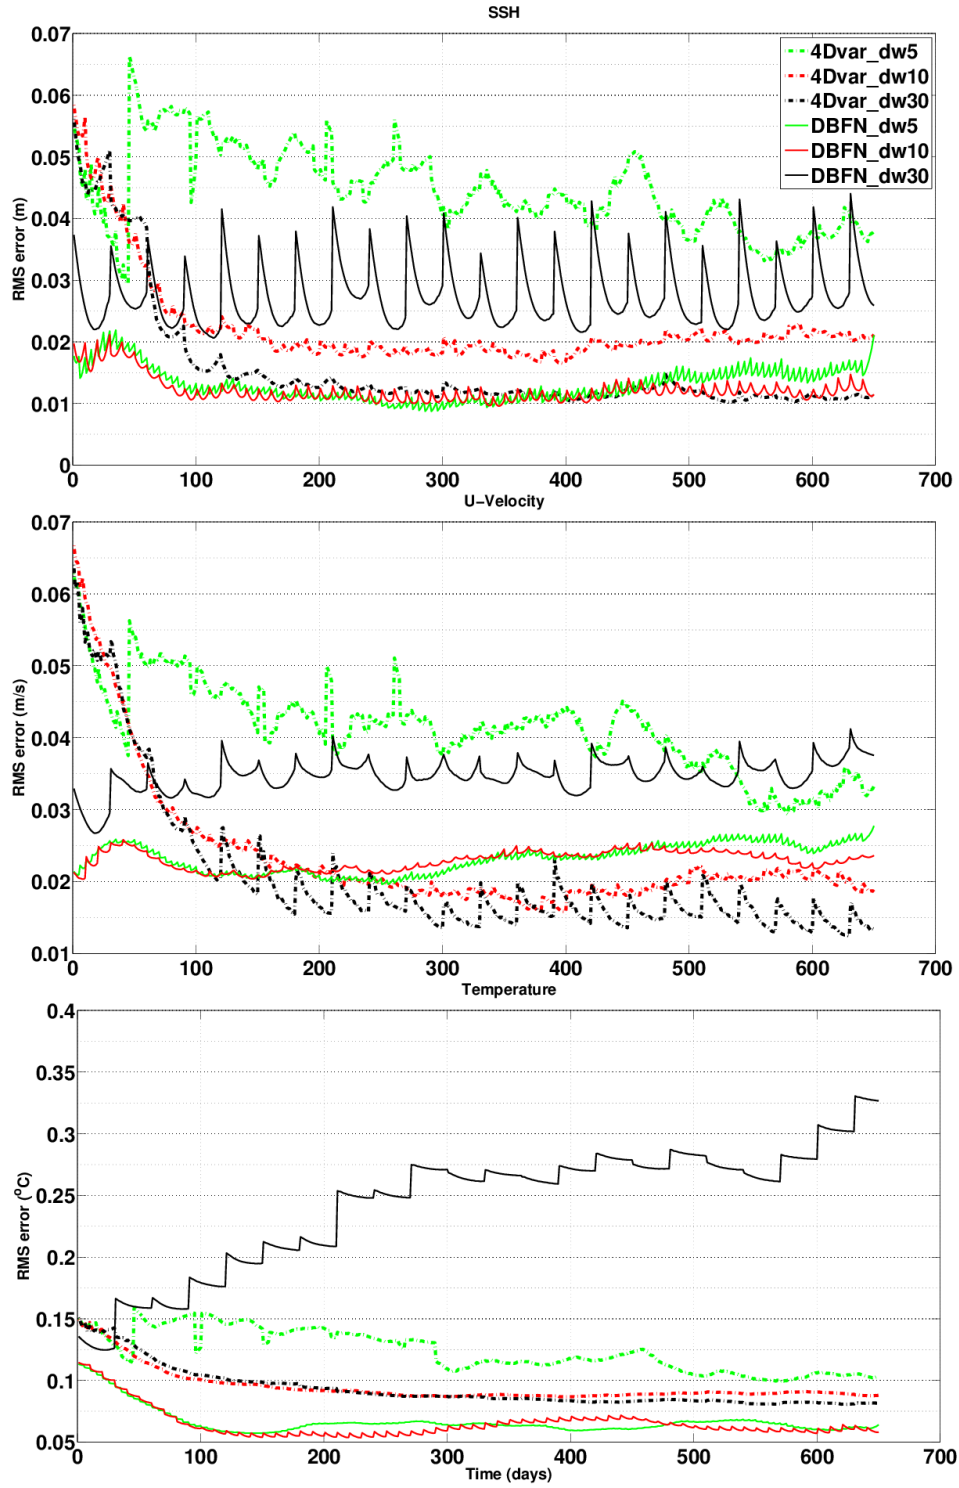 SSH
0.07
0.06
0.05
0.04
0.03
0.02
0.01
0
RMS error (m)
4Dvar_dw5
4Dvar_dw10
4Dvar_dw30
DBFN_dw5
DBFN_dw10
DBFN_dw30
0 100 200 300 400 500 600 700
U−Velocity
0.07
0.06
0.05
0.04
0.03
0.02
0.01
RMS error (m/s)
0 100 200 300 400 500 600 700
Temperature
0.4
0.35
0.3
0.25
0.2
0.15
0.1
0.05
RMS error (°C)
0 100 200 300 400 500 600 700
Time (days)